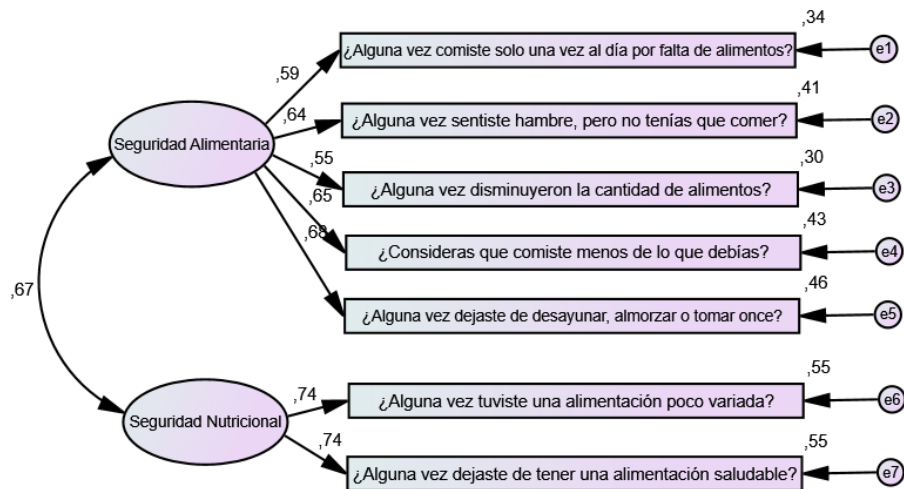 ,34
¿Alguna vez comiste solo una vez al día por falta de alimentos?
e1
,59
,41
¿Alguna vez sentiste hambre, pero no tenías que comer?
e2
,64
Seguridad Alimentaria
,55
,30
¿Alguna vez disminuyeron la cantidad de alimentos?
e3
,65
,43
¿Consideras que comiste menos de lo que debías?
e4
,68
,46
¿Alguna vez dejaste de desayunar, almorzar o tomar once?
e5
,67
,55
,74
¿Alguna vez tuviste una alimentación poco variada?
e6
Seguridad Nutricional
,74
,55
¿Alguna vez dejaste de tener una alimentación saludable?
e7